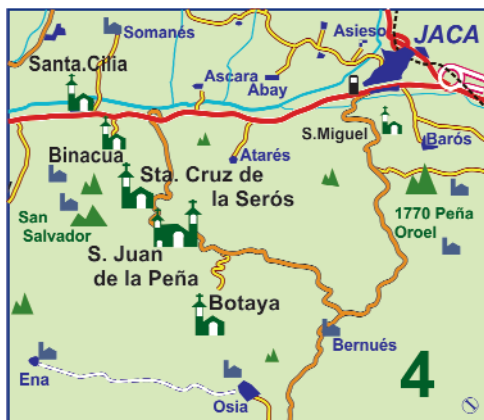 Somanés
Asieso
JACA
Santa.Cilia
Ascara
Abay
S.Miguel
Barós
Binacua
Atarés
Sta. Cruz de
la Serós
San
Salvador
1770 Peña
Oroel
S. Juan
de la Peña
Botaya
Bernués
Ena
4
Osia